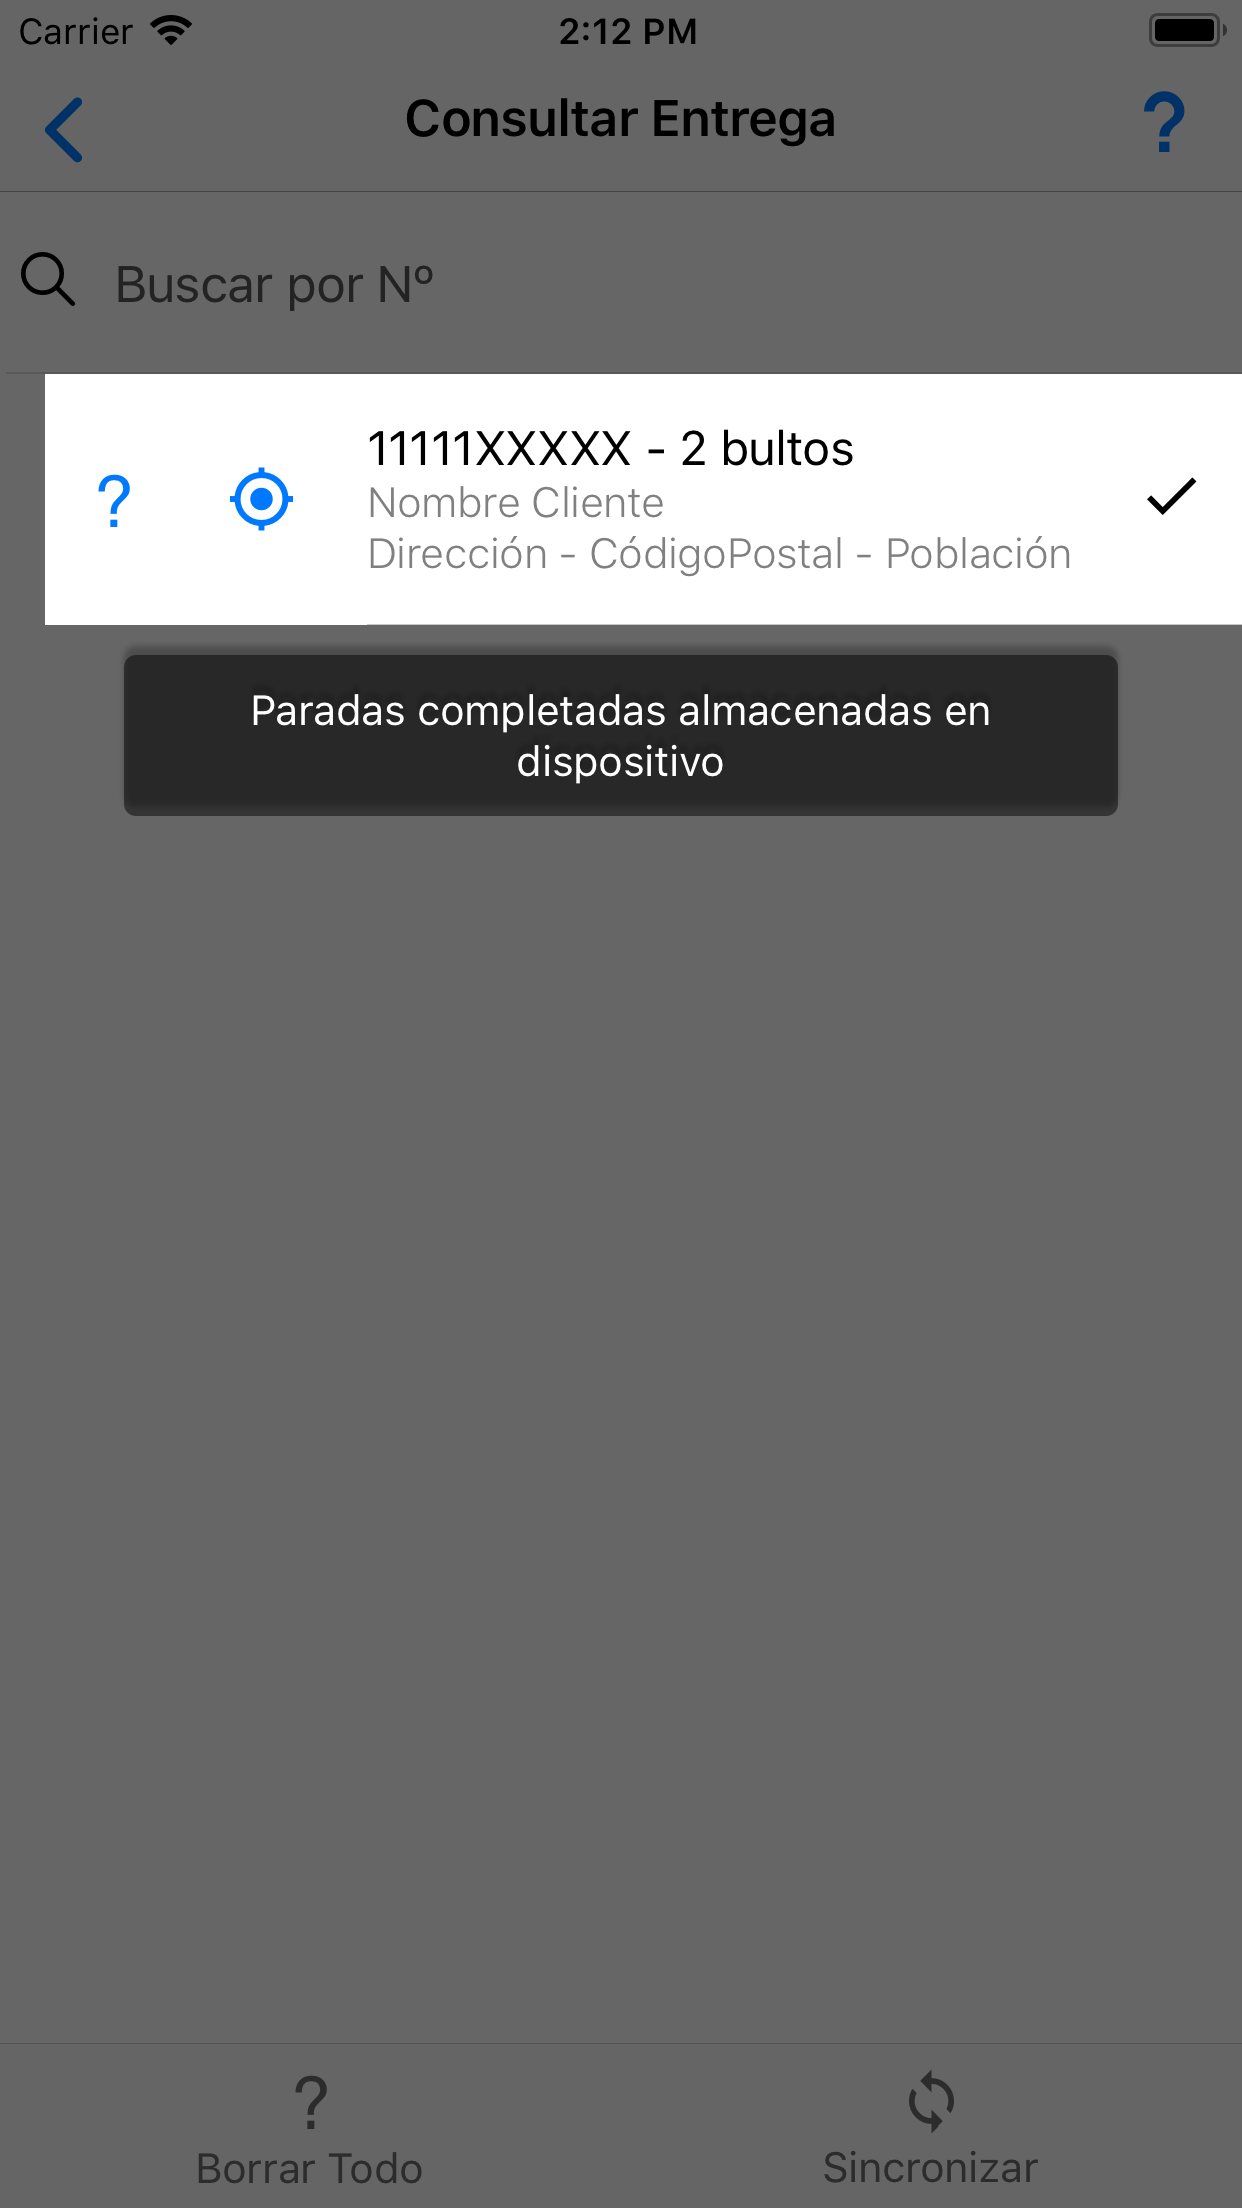 Carrier 2:12 PM
Consultar Entrega ?
Buscar por Nº
11111XXXXX - 2 bultos
? Nombre Cliente
Dirección - CódigoPostal - Población
Paradas completadas almacenadas en
dispositivo
?
Borrar Todo Sincronizar